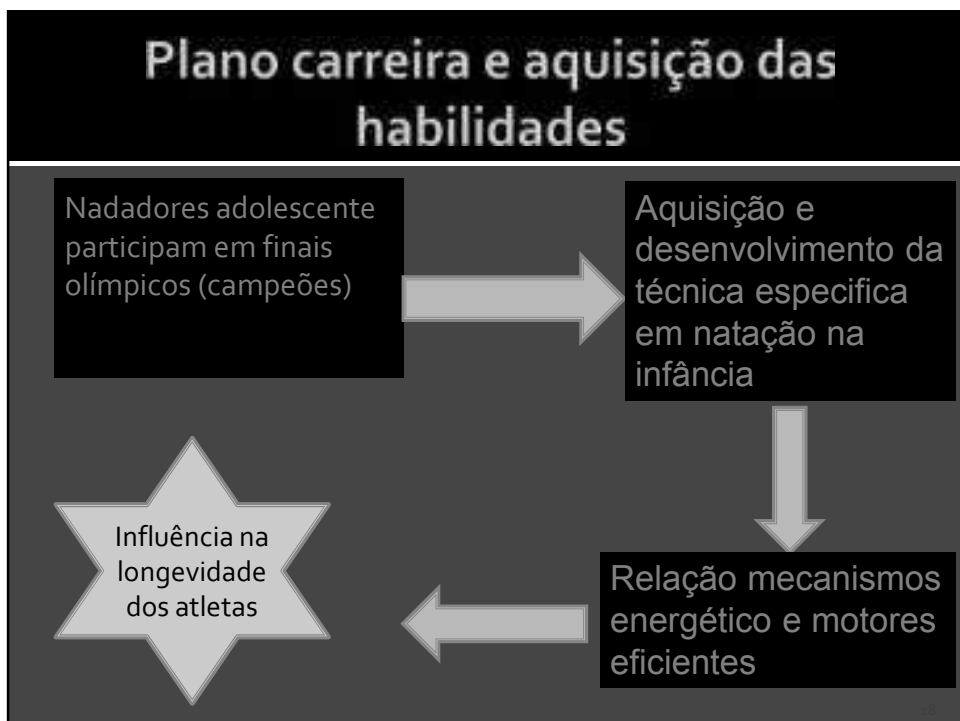 Plano carreira e aquisição das
habilidades
Nadadores adolescente
participam em finais
olímpicos (campeões)
Aquisição e
desenvolvimento da
técnica especifica
em natação na
infância
Influência na
longevidade
dos atletas
Relação mecanismos
energético e motores
eficientes
18